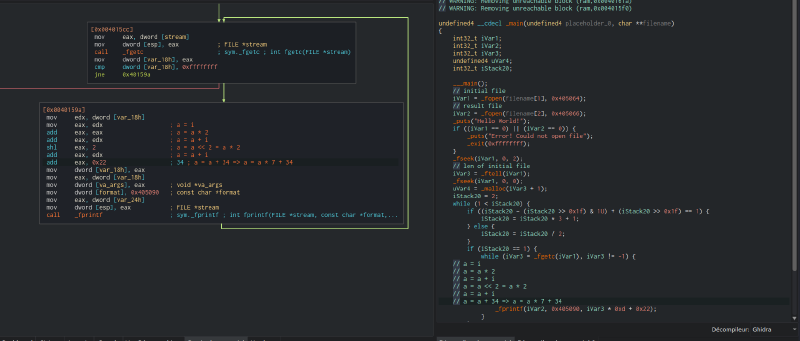 [0x004015cc]
mov eax, dword [stream]
mov dword [esp], eax ; FILE *stream
call _fgetc ; sym._fgetc ; int fgetc(FILE *stream)
mov dword [var_18h], eax
cmp dword [var_18h], 0xffffffff
jne 0x40159a
[0x0040159a]
mov edx, dword [var_18h]
mov eax, edx ; a = i
add eax, eax ; a = a * 2
add eax, edx ; a = a + i
shl eax, 2 ; a = a << 2 = a * 2
add eax, edx ; a = a + i
add eax, 0x22 ; 34 ; a = a + 34 => a = a * 7 + 34
mov dword [var_18h], eax
mov eax, dword [var_18h]
mov dword [va_args], eax ; void *va_args
mov dword [format], 0x405090 ; const char *format
mov eax, dword [var_24h]
mov dword [esp], eax ; FILE *stream
call _fprintf ; sym._fprintf ; int fprintf(FILE *stream, const char *format,...
// WARNING: Removing unreachable block (ram,0x004015f0)
undefined4 __cdecl _main(undefined4 placeholder_0, char **filename)
{
int32_t iVar1;
int32_t iVar2;
int32_t iVar3;
undefined4 uVar4;
int32_t iStack20;
___main();
// initial file
iVar1 = _fopen(filename[1], 0x405064);
// result file
iVar2 = _fopen(filename[2], 0x405066);
_puts("Hello World!");
if ((iVar1 == 0) || (iVar2 == 0)) {
_puts("Error! Could not open file");
_exit(0xffffffff);
}
_fseek(iVar1, 0, 2);
// len of initial file
iVar3 = _ftell(iVar1);
_fseek(iVar1, 0, 0);
uVar4 = _malloc(iVar3 + 1);
iStack20 =
while (1 < iStack20) {
if ((iStack20 - (iStack20 >> 0x1f) & 1U) + (iStack20 >> 0x1f) == 1) {
iStack20 = iStack20 * 3 + 1;
} else {
iStack20 = iStack20 / 2;
}
if (iStack20 == 1) {
while (iVar3 = _fgetc(iVar1), iVar3 != -1) {
// a = i
// a = a * 2
// a = a + i
// a = a << 2 = a * 2
// a = a + i
// a = a + 34 => a = a * 7 + 34
_fprintf(iVar2, 0x405090, iVar3 * 0xd + 0x22);
}
Décompileur: Ghidra